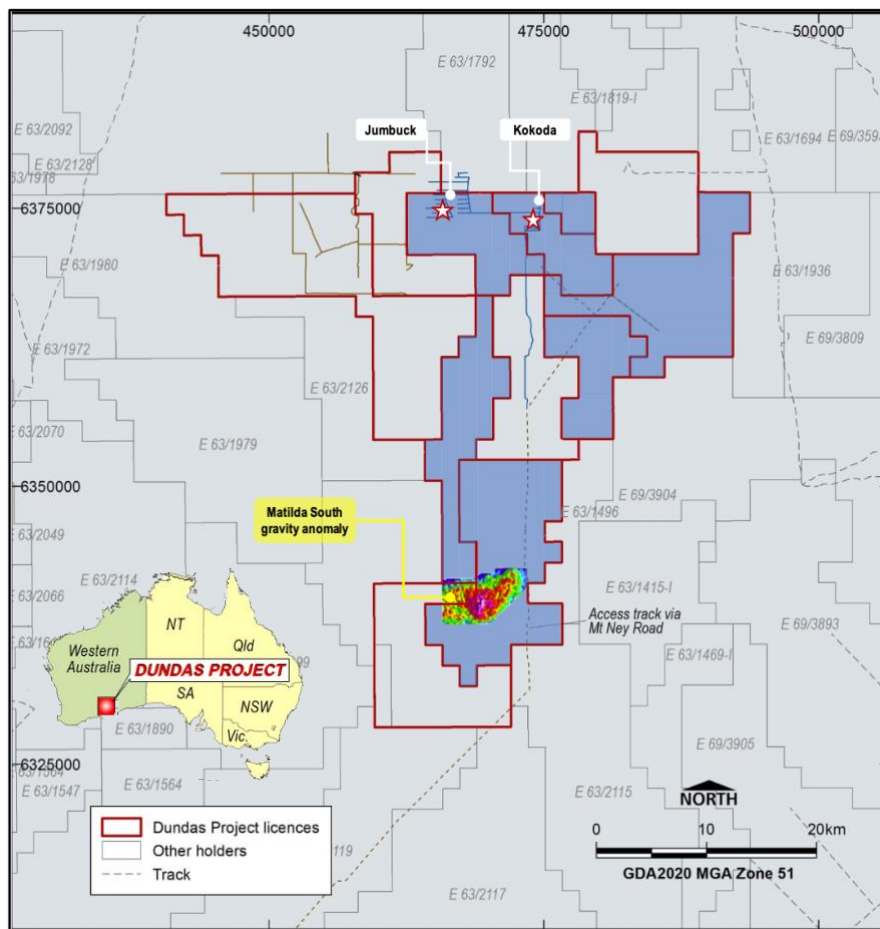 450000
475000
500000
E 63/1792
E 63/1819-I
E 63/2092
E 63/1694
E 69/359
Jumbuck
Kokoda
E 63/2128
63/1978
6375000
E 63/1980
E 63/1936
E 69/3809
E 63/1972
E 63/2126
63/2070
E 63/1979
6350000
E 69/3904
Matilda South
gravity anomaly
E 63/1496
63/2049
E 63/2114
E 63/1415-I
63/2066
Access track via
Mt Ney Road
E 69/3893
NT
Qld
Western
Australia
DUNDAS PROJECT
E 63/1469-I
SA
NSW
Vic.
E 63/1890
E 69/3905
6325000
63/1564
E 63/1564
63/1547
E 63/2115
NORTH
Dundas Project licences
Other holders
Track
0
10
20km
GDA2020 MGA Zone 51
E 63/2117